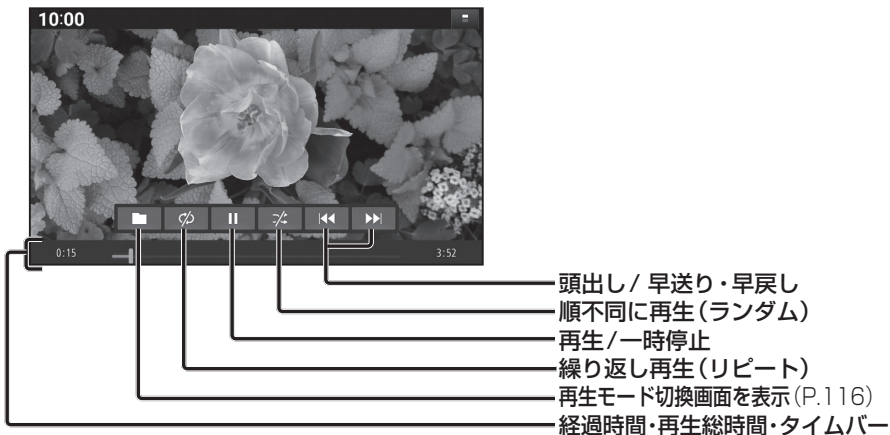 10:00
0:15
3:52
頭出し/ 早送り・早戻し
順不同に再生(ランダム)
再生/一時停止
繰り返し再生(リピート)
再生モード切換画面を表示(P.116)
経過時間・再生総時間・タイムバー